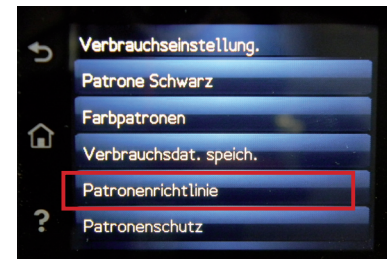 Verbrauchseinstellung.
Patrone Schwarz
Farbpatronen
Verbrauchsdat. speich.
Patronenrichtlinie
?
Patronenschutz